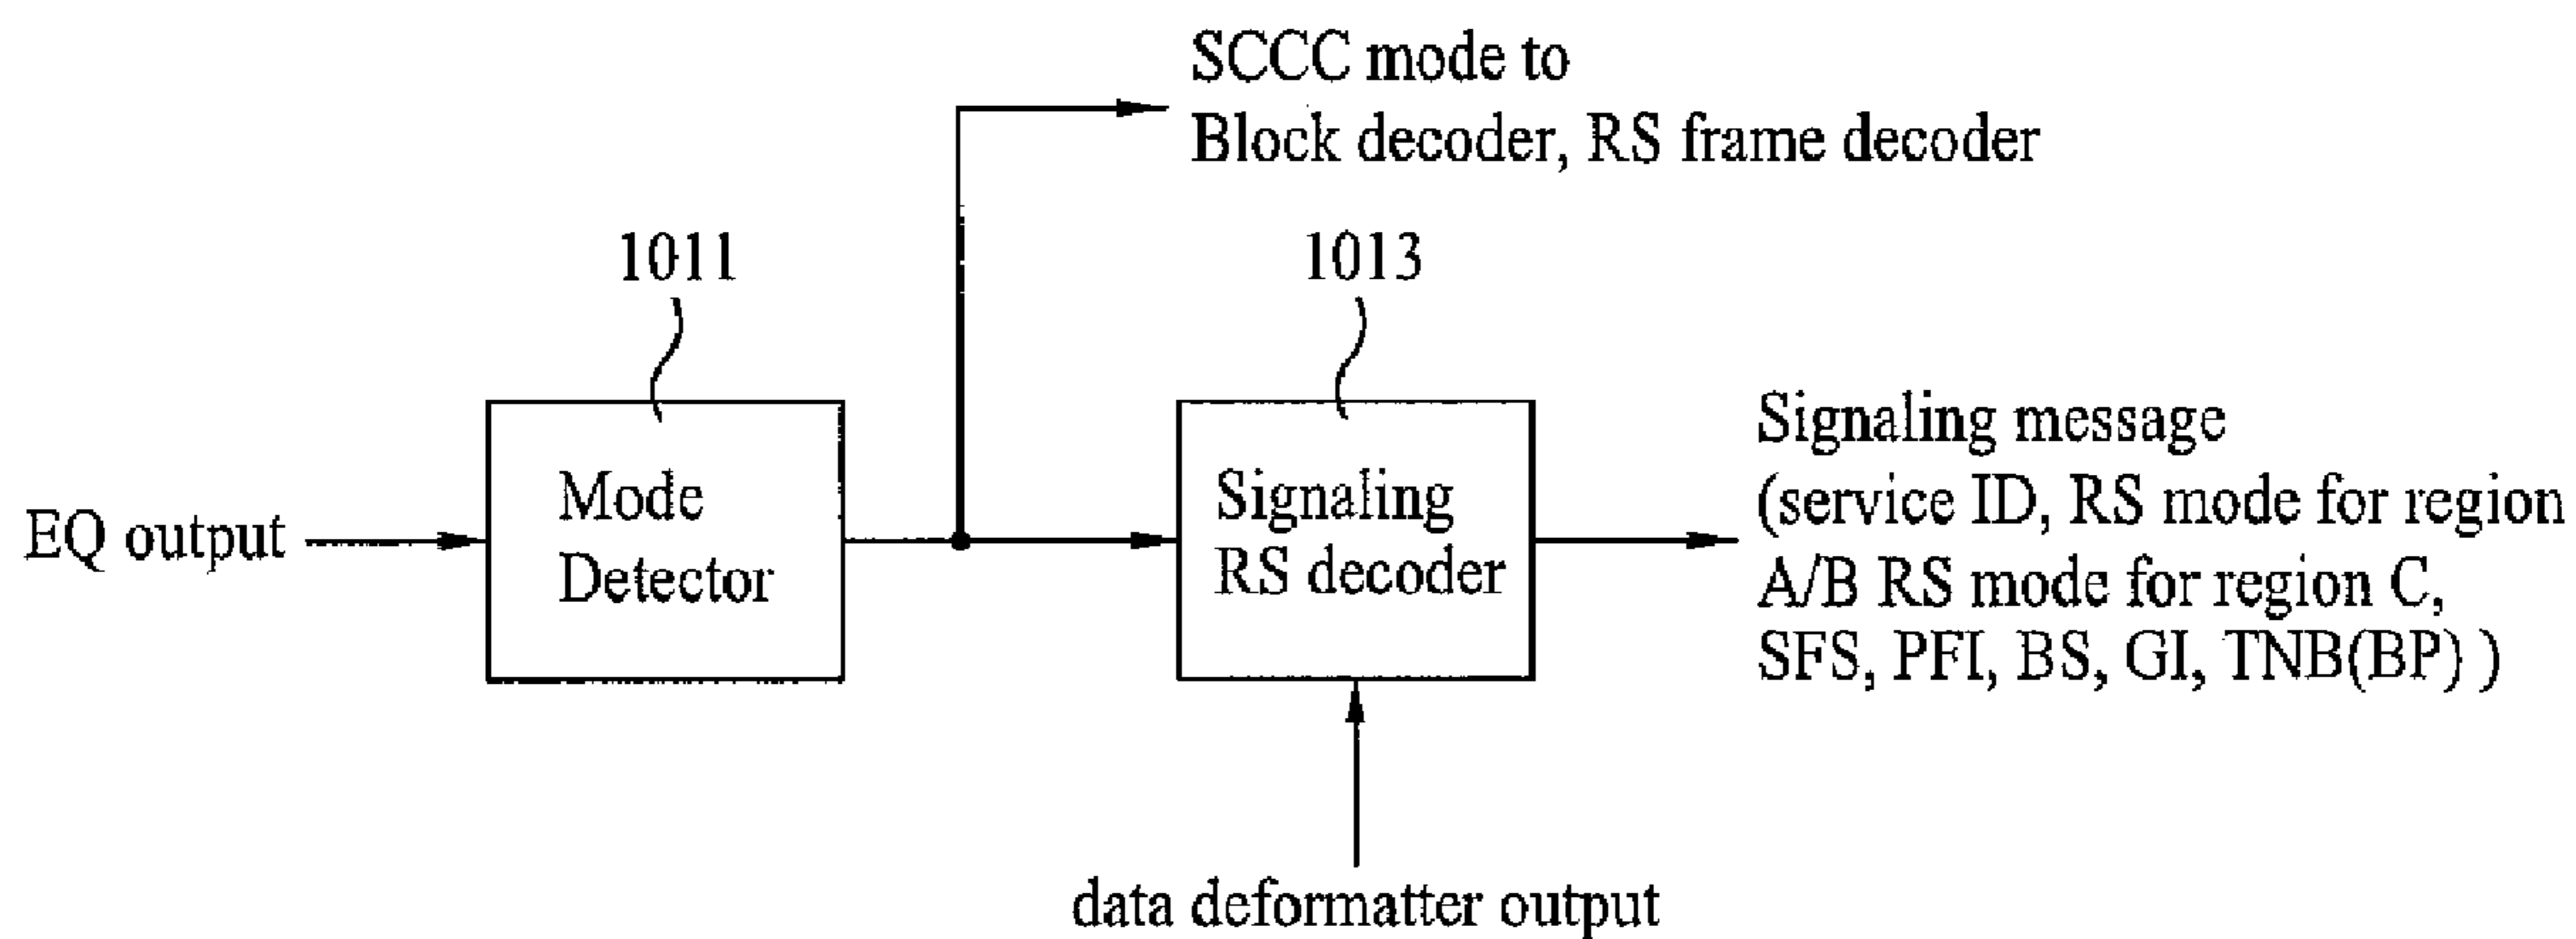 SCCC mode to
Block decoder, RS frame decoder
1011
1013
EQ output
Mode
Detector
Signaling
RS decoder
Signaling message
(service ID, RS mode for region
A/B RS mode for region C,
SFS, PFI, BS, GI, TNB(BP) )
data deformatter output